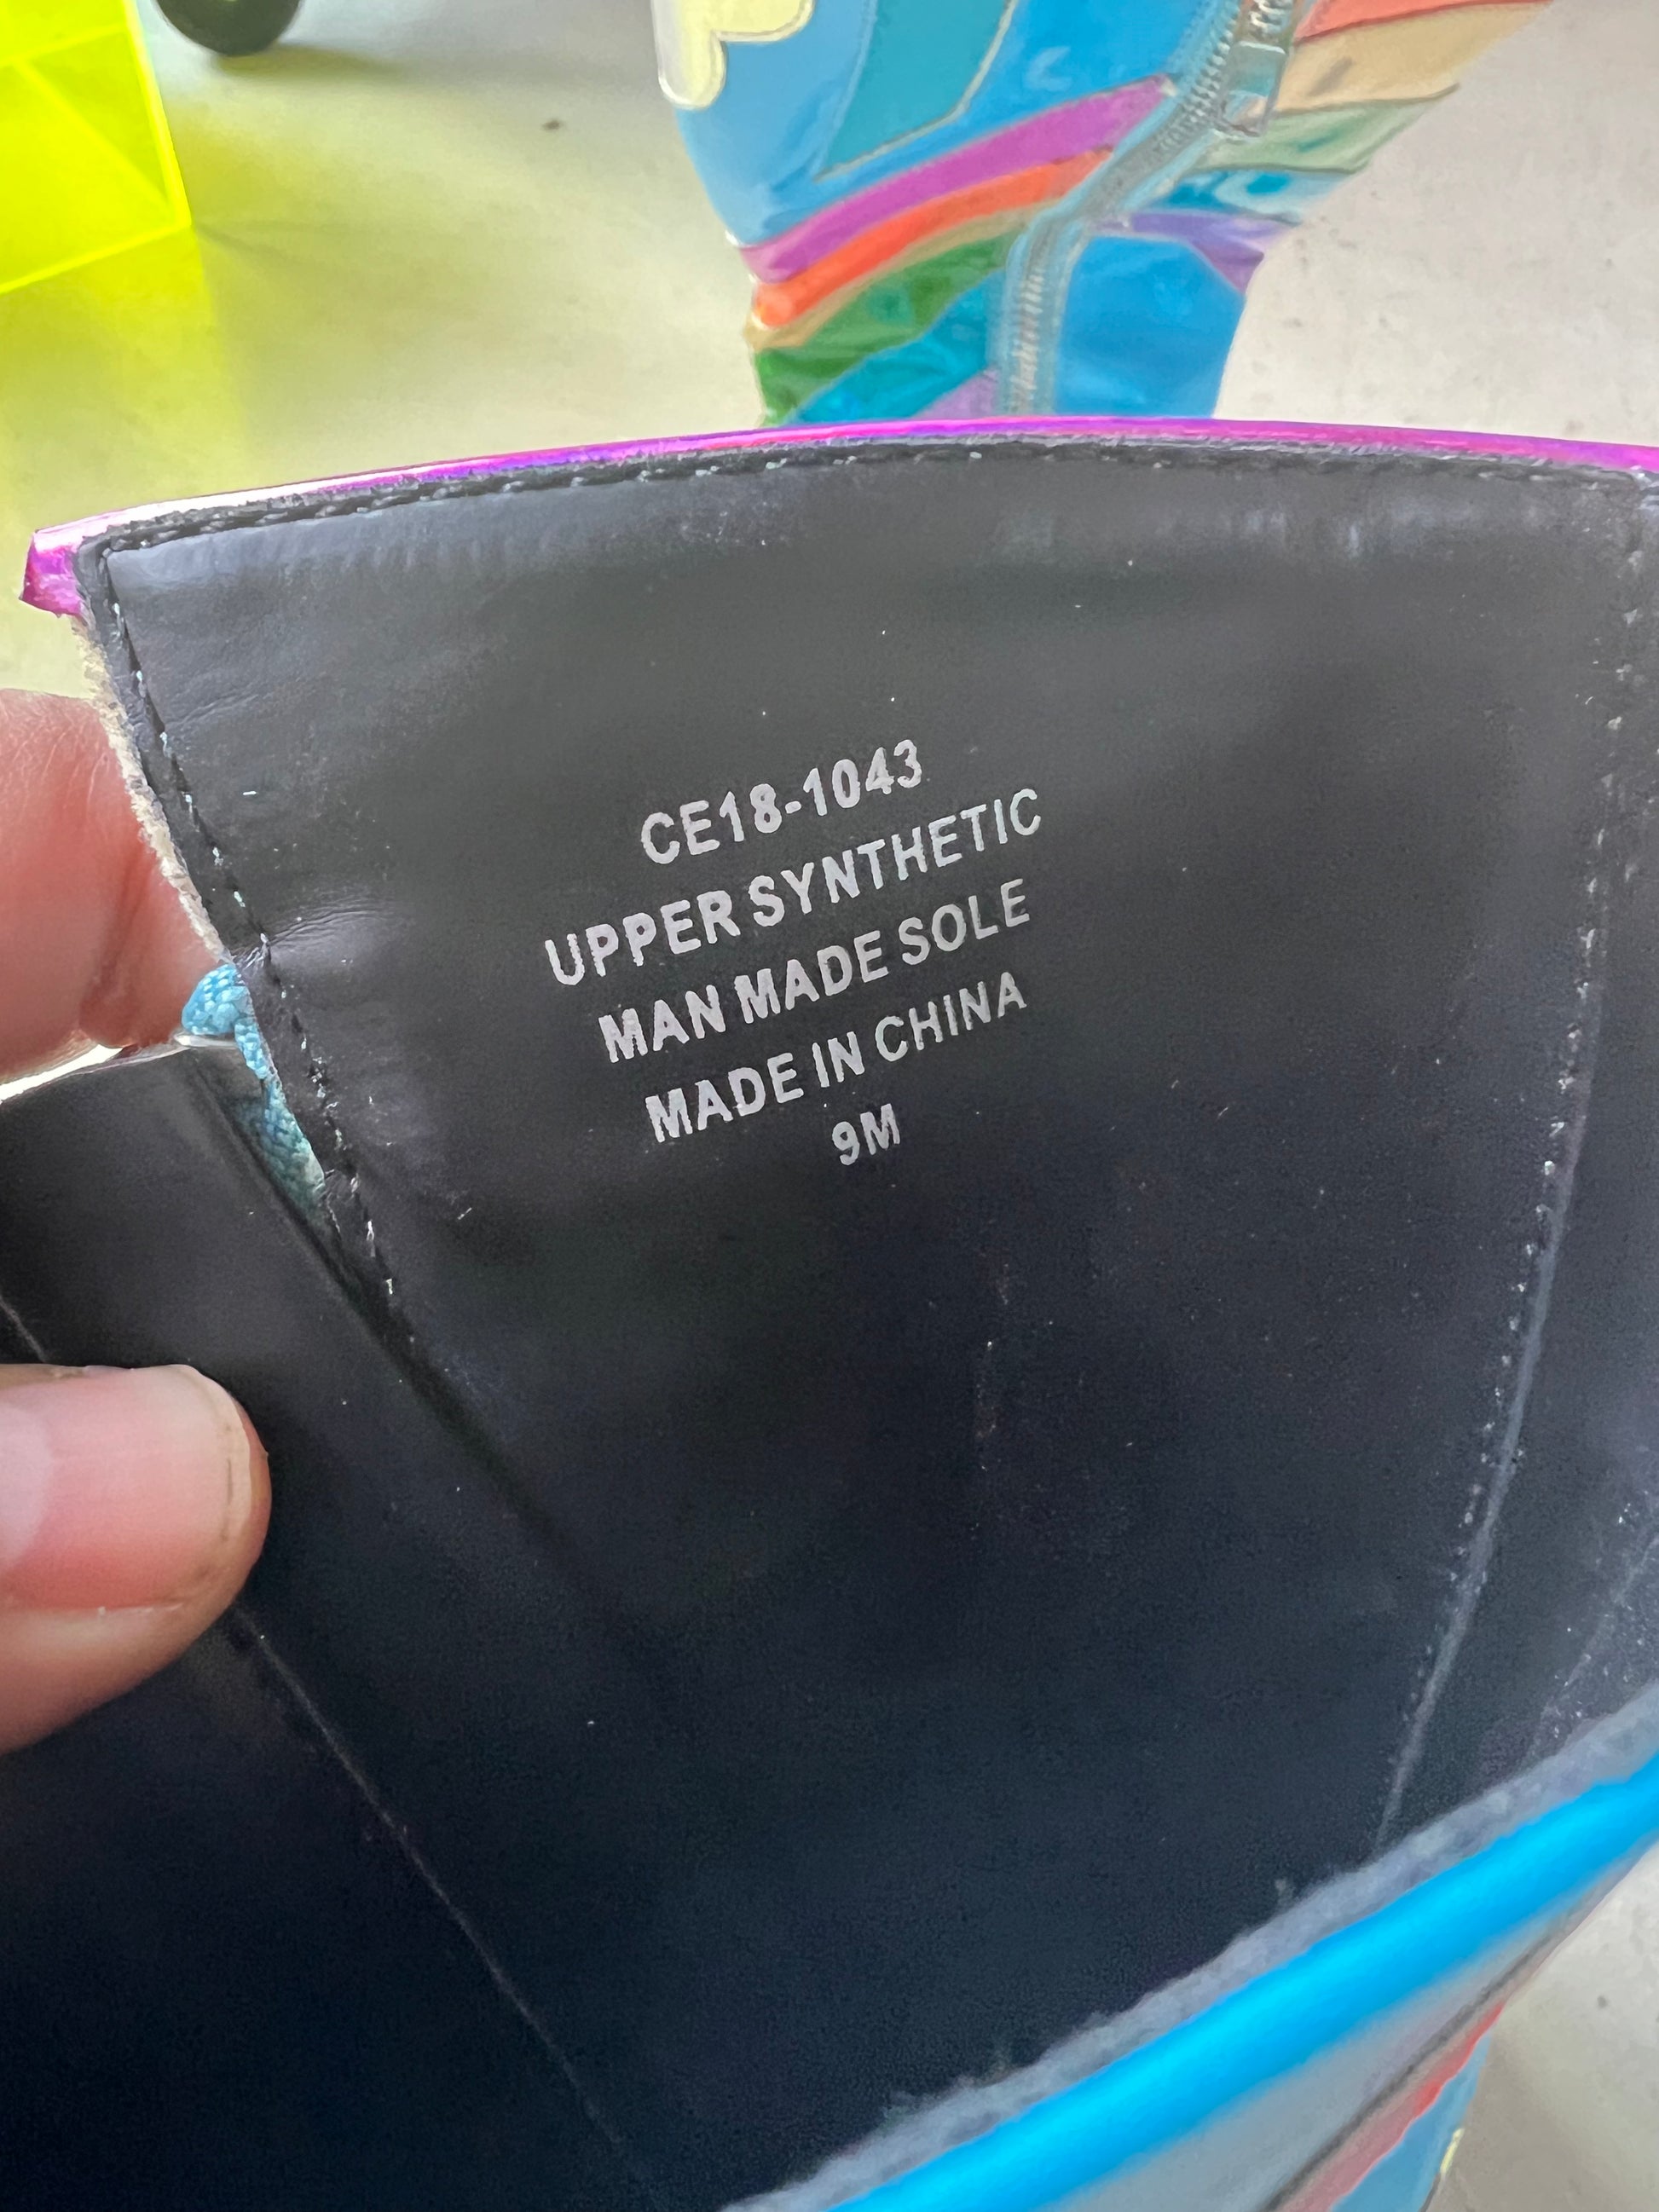 CE18-1043
UPPER SYNTHETIC
MAN MADE SOLE
MADE IN CHINA
9M